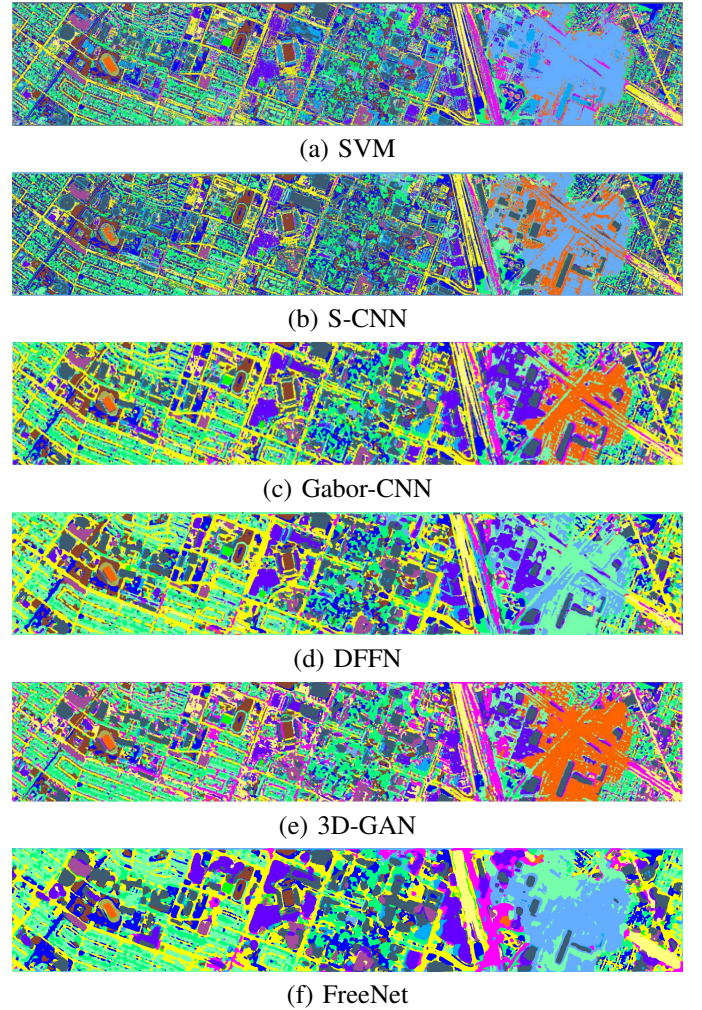 (a) SVM
(b) S-CNN
(c) Gabor-CNN
(d) DFFN
(e) 3D-GAN
(f) FreeNet